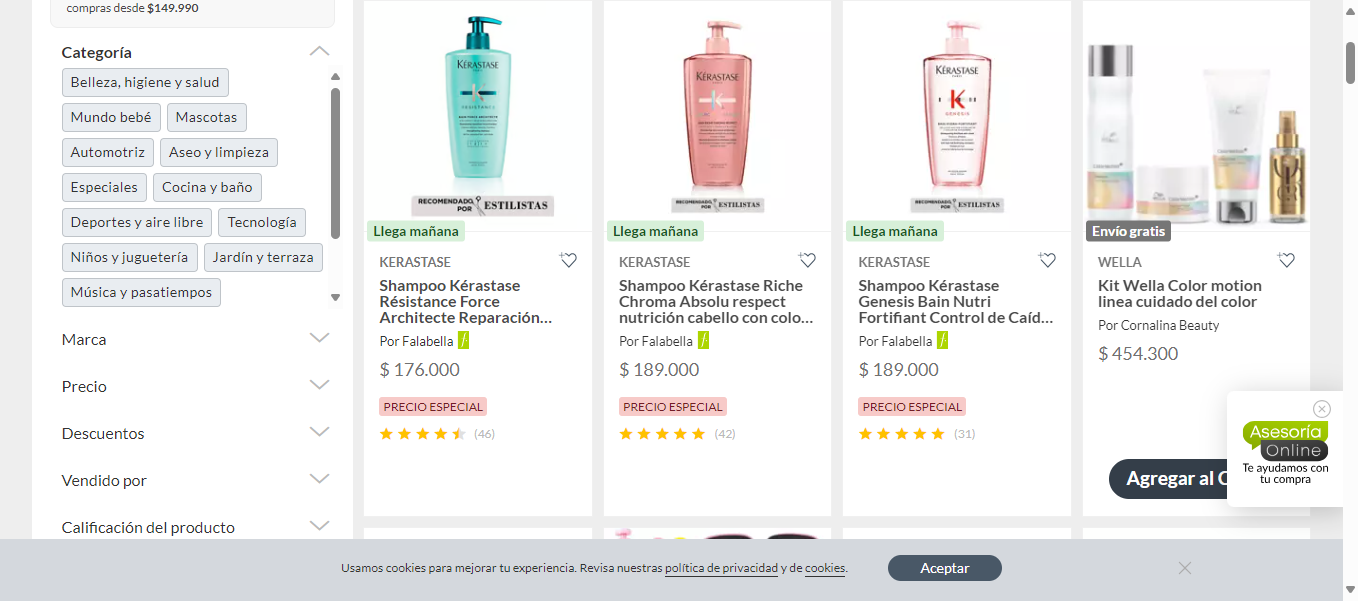 compras desde $149.990
Categoría
Belleza, higiene y salud
Mundo bebé
Mascotas
Automotriz
Aseo y limpieza
Especiales
Cocina y baño
Deportes y aire libre
Tecnología
Niños y juguetería
Jardín y terraza
Música y pasatiempos
Marca
Precio
Descuentos
Vendido por
Calificación del producto
KÉRASTASE
RECOMENDADO POR ESTILISTAS
Llega mañana
KERASTASE
Shampoo Kérastase
Résistance Force
Architecte Reparación...
Por Falabella
$ 176.000
PRECIO ESPECIAL
(46)
KÉRASTASE
RECOMENDADO POR ESTILISTAS
Llega mañana
KERASTASE
Shampoo Kérastase Riche
Chroma Absolu respect
nutrición cabello con colo...
Por Falabella
$ 189.000
PRECIO ESPECIAL
(42)
KÉRASTASE
GENESIS
RECOMENDADO POR ESTILISTAS
Llega mañana
KERASTASE
Shampoo Kérastase
Genesis Bain Nutri
Fortifiant Control de Caíd...
Por Falabella
$ 189.000
PRECIO ESPECIAL
(31)
Envío gratis
WELLA
Kit Wella Color motion
linea cuidado del color
Por Cornalina Beauty
$ 454.300
Agregar al C
Asesoría
Online
Te ayudamos con
tu compra
Usamos cookies para mejorar tu experiencia. Revisa nuestras política de privacidad y de cookies.
Aceptar